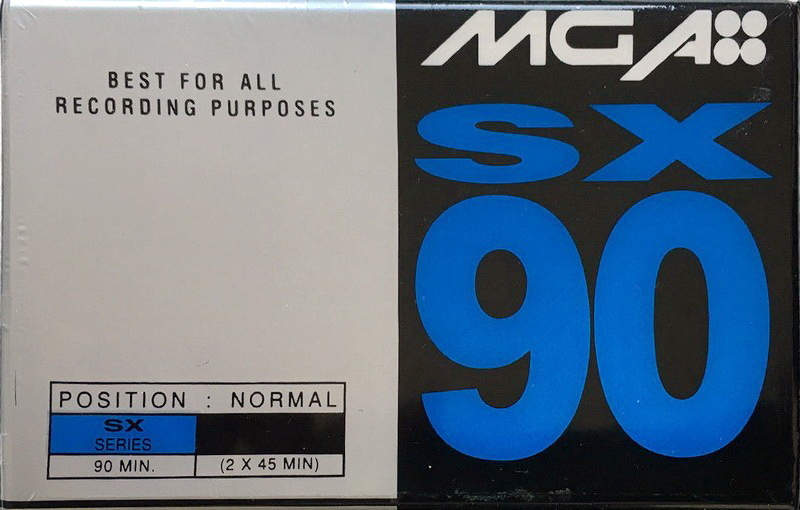 BEST FOR ALL
RECORDING PURPOSES
POSITION : NORMAL
SX
SERIES
90 MIN. (2 X 45 MIN)
MGA
SX
90